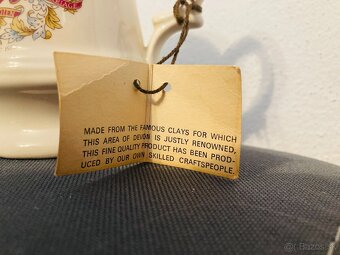 MARRIAGE
MADE FROM THE FAMOUS CLAYS FOR WHICH
THIS AREA OF DEVON IS JUSTLY RENOWNED,
THIS FINE QUALITY PRODUCT HAS BEEN PROD-
UCED BY OUR OWN SKILLED CRAFTSPEOPLE.